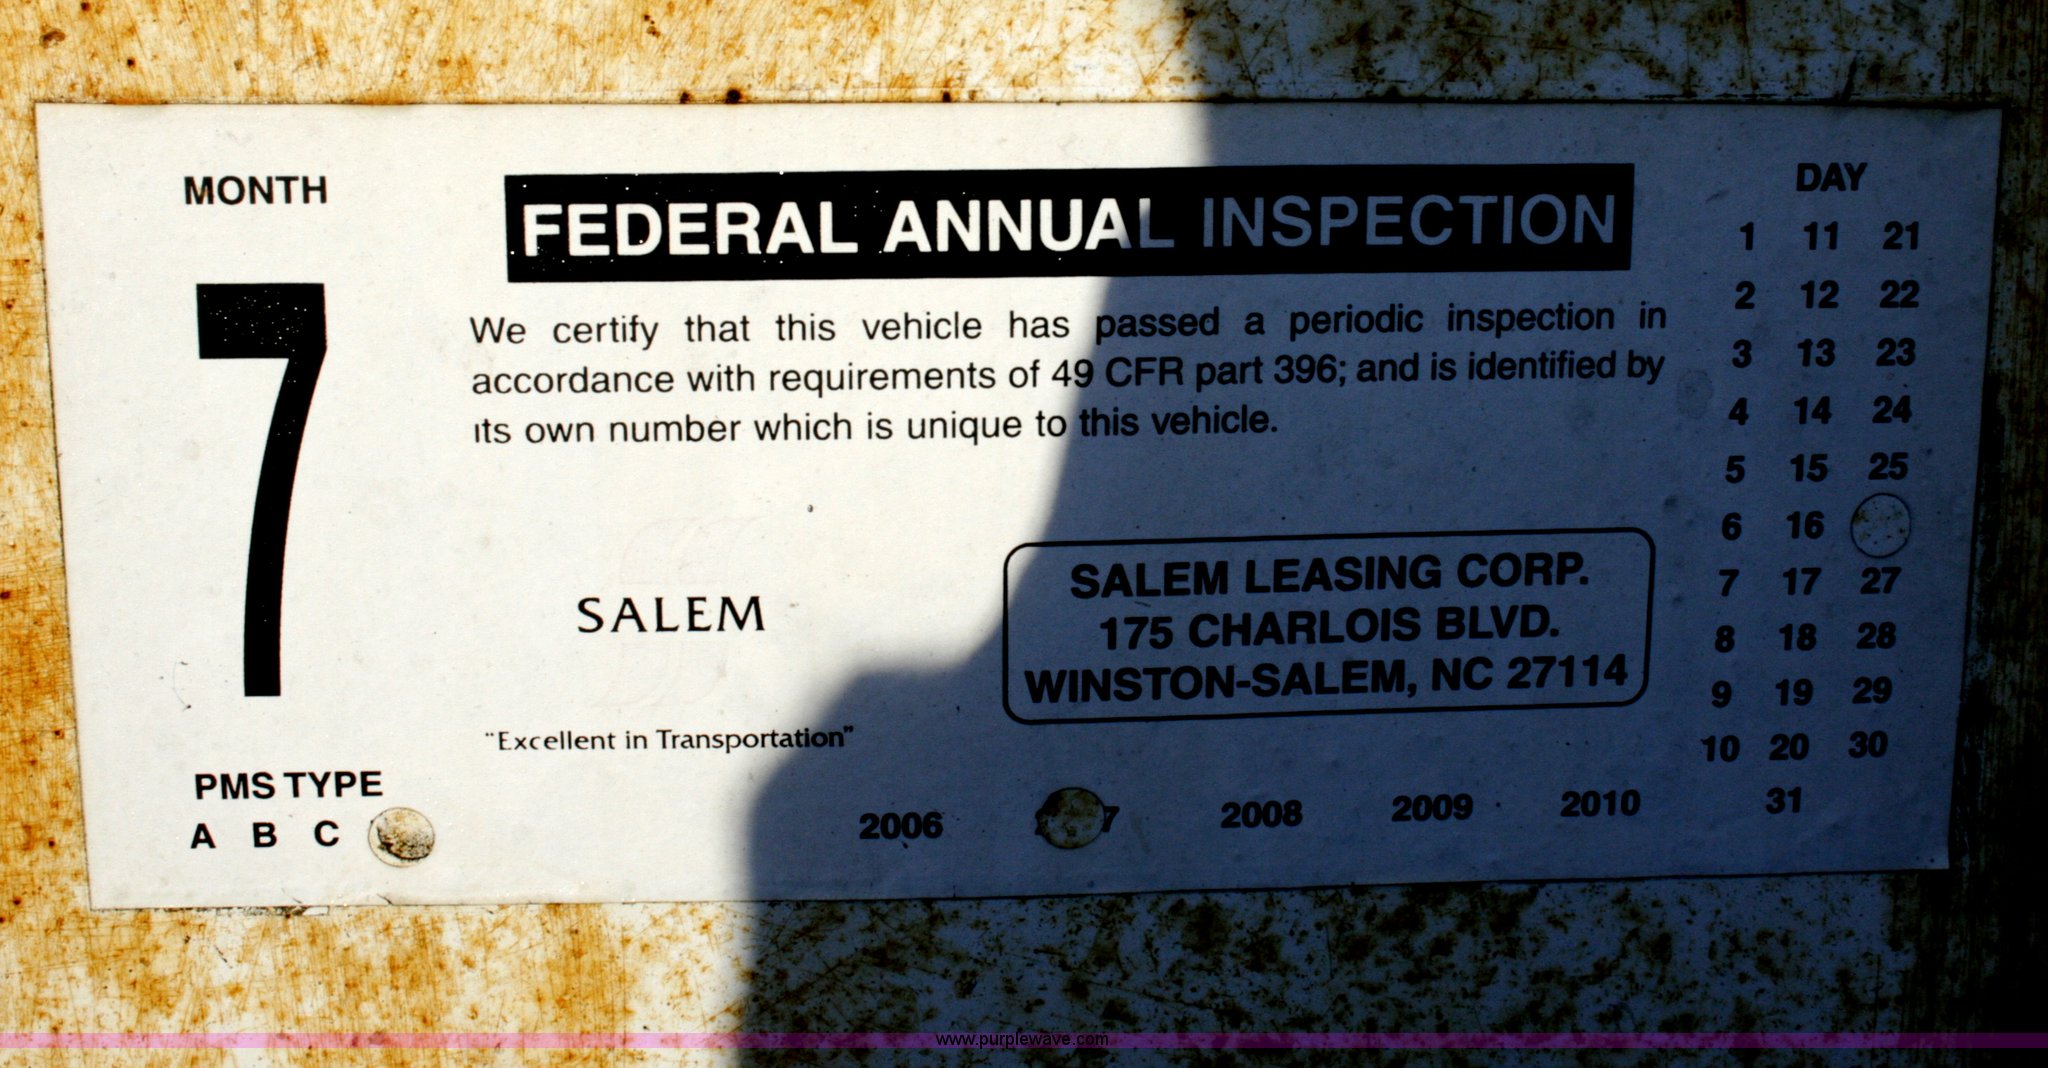 MONTH
7
FEDERAL ANNUAL INSPECTION
We certify that this vehicle has passed a periodic inspection in
accordance with requirements of 49 CFR part 396; and is identified by
its own number which is unique to this vehicle.
SALEM
"Excellent in Transportation"
SALEM LEASING CORP.
175 CHARLOIS BLVD.
WINSTON-SALEM, NC 27114
PMS TYPE
A B C
2006 7 2008 2009 2010
DAY
1 11 21
2 12 22
3 13 23
4 14 24
5 15 25
6 16
7 17 27
8 18 28
9 19 29
10 20 30
31
www.purplewave.com